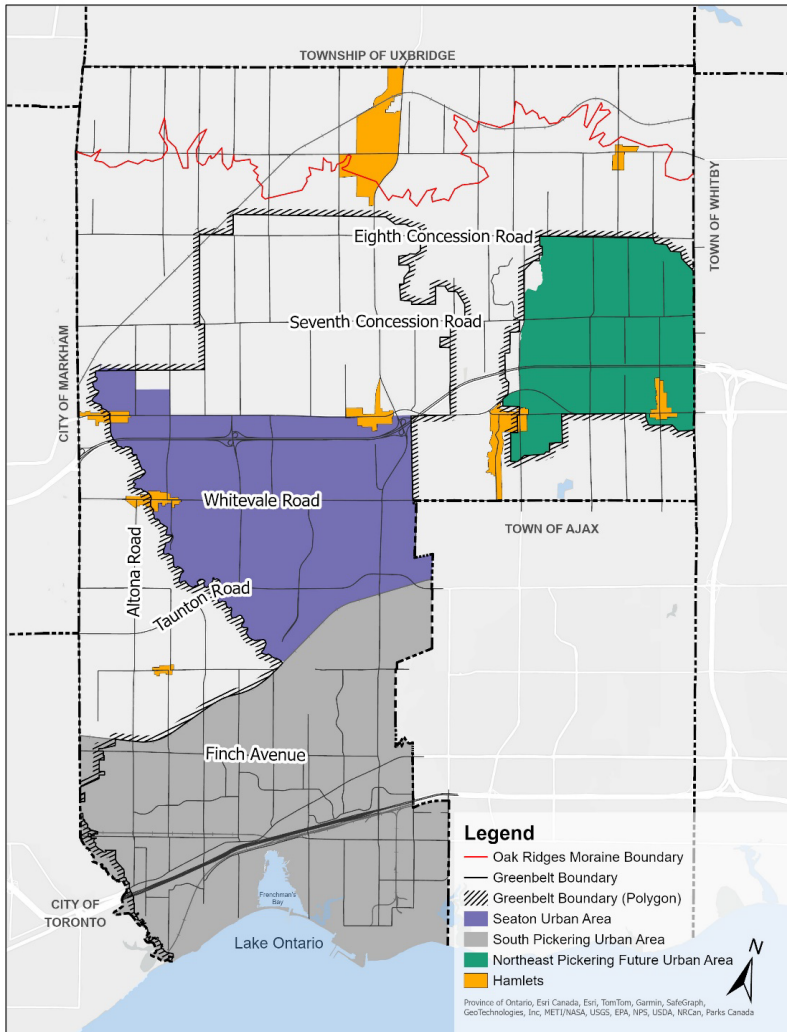 TOWNSHIP OF UXBRIDGE
TOWN OF WHITBY
Eighth Concession Road
Seventh Concession Road
CITY OF MARKHAM
Whitevale Road
TOWN OF AJAX
Altona Road
Taunton Road
Finch Avenue
Legend
Oak Ridges Moraine Boundary
Greenbelt Boundary
Greenbelt Boundary (Polygon)
Seaton Urban Area
South Pickering Urban Area
Northeast Pickering Future Urban Area
Hamlets
CITY OF
TORONTO
Frenchman's
Bay
Lake Ontario
N
Province of Ontario, Esri Canada, Esri, TomTom, Garmin, SafeGraph,
GeoTechnologies, Inc, METI/NASA, USGS, EPA, NPS, USDA, NRCan, Parks Canada